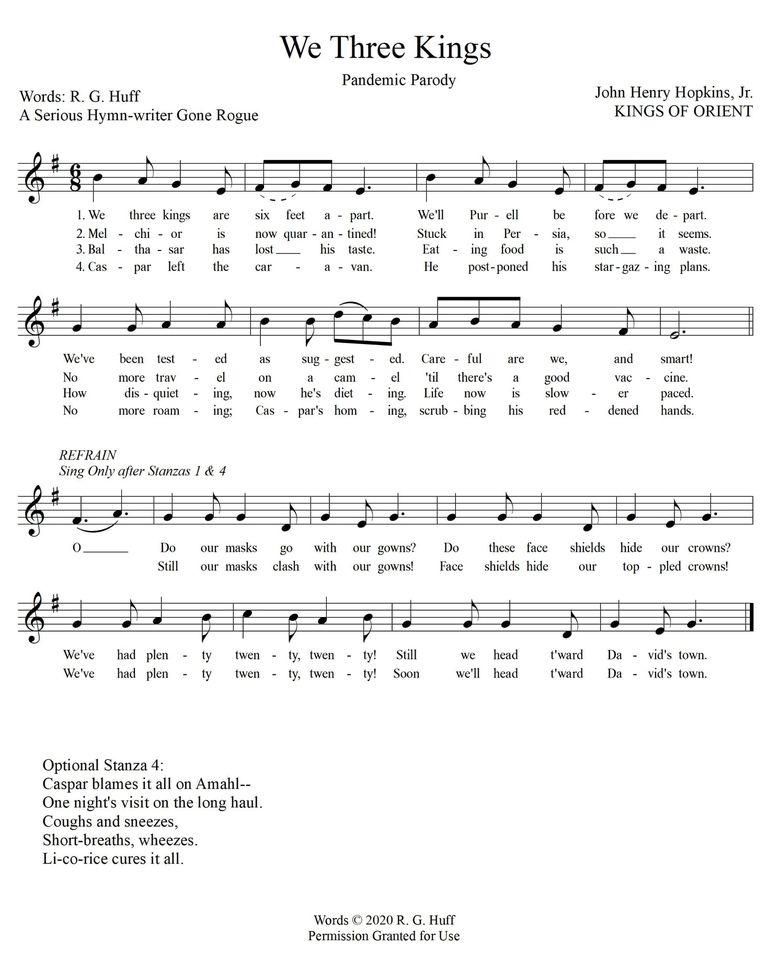 We Three Kings
Pandemic Parody
Words: R. G. Huff
A Serious Hymn-writer Gone Rogue
John Henry Hopkins, Jr.
KINGS OF ORIENT
6
8
1. We three kings are six feet a - part. We'll Pur - ell be fore we de - part.
2. Mel - chi - or is now quar - an - tined! Stuck in Per - sia, so___ it seems.
3. Bal - tha - sar has lost___ his taste. Eat - ing food is such__ a waste.
4. Cas - par left the car - a - van. He post - poned his star - gaz - ing plans.
We've been test - ed as sug - gest - ed. Care - ful are we, and smart!
No more trav - el on a cam - el 'til there's a good vac - cine.
How dis - quiet - ing, now he's diet - ing. Life now is slow - er paced.
No more roam - ing; Cas - par's hom - ing, scrub - bing his red - dened hands.
REFRAIN
Sing Only after Stanzas 1 & 4
O______ Do our masks go with our gowns? Do these face shields hide our crowns?
Still our masks clash with our gowns! Face shields hide our top - pled crowns!
We've had plen - ty twen - ty, twen - ty! Still we head t'ward Da - vid's town.
We've had plen - ty twen - ty, twen - ty! Soon we'll head t'ward Da - vid's town.
Optional Stanza 4:
Caspar blames it all on Amahl--
One night's visit on the long haul.
Coughs and sneezes,
Short-breaths, wheezes.
Li-co-rice cures it all.
Words © 2020 R. G. Huff
Permission Granted for Use